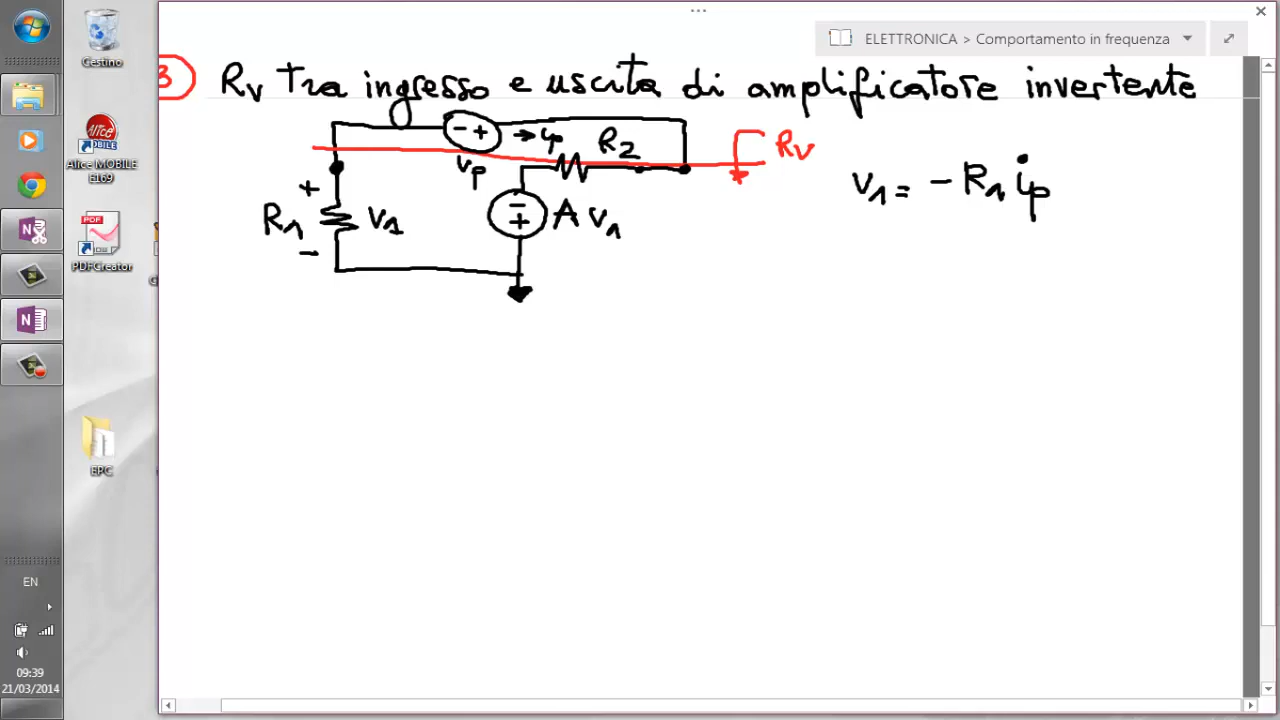 ELETTRONICA > Comportamento in frequenza
3) Rv tra ingresso e uscita di amplificatore invertente
- +
→ ip
R2
Rv
vp
v1 = - R1 ip
+
R1
v1
-
- +
A v1
Cestino
Alice MOBILE E169
PDFCreator
EPC
EN
09:39
21/03/2014